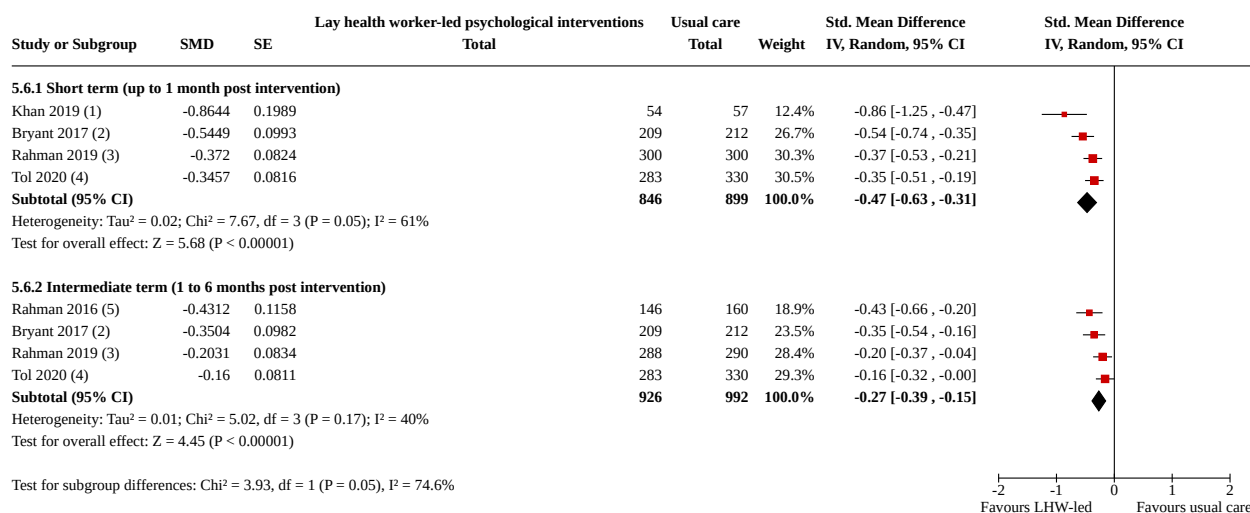 Lay health worker-led psychological interventions Usual care Std. Mean Difference Std. Mean Difference
Study or Subgroup SMD SE Total Total Weight IV, Random, 95% CI IV, Random, 95% CI
5.6.1 Short term (up to 1 month post intervention)
Khan 2019 (1) -0.8644 0.1989 54 57 12.4% -0.86 [-1.25 , -0.47]
Bryant 2017 (2) -0.5449 0.0993 209 212 26.7% -0.54 [-0.74 , -0.35]
Rahman 2019 (3) -0.372 0.0824 300 300 30.3% -0.37 [-0.53 , -0.21]
Tol 2020 (4) -0.3457 0.0816 283 330 30.5% -0.35 [-0.51 , -0.19]
Subtotal (95% CI) 846 899 100.0% -0.47 [-0.63 , -0.31]
Heterogeneity: Tau² = 0.02; Chi² = 7.67, df = 3 (P = 0.05); I² = 61%
Test for overall effect: Z = 5.68 (P < 0.00001)
5.6.2 Intermediate term (1 to 6 months post intervention)
Rahman 2016 (5) -0.4312 0.1158 146 160 18.9% -0.43 [-0.66 , -0.20]
Bryant 2017 (2) -0.3504 0.0982 209 212 23.5% -0.35 [-0.54 , -0.16]
Rahman 2019 (3) -0.2031 0.0834 288 290 28.4% -0.20 [-0.37 , -0.04]
Tol 2020 (4) -0.16 0.0811 283 330 29.3% -0.16 [-0.32 , -0.00]
Subtotal (95% CI) 926 992 100.0% -0.27 [-0.39 , -0.15]
Heterogeneity: Tau² = 0.01; Chi² = 5.02, df = 3 (P = 0.17); I² = 40%
Test for overall effect: Z = 4.45 (P < 0.00001)
Test for subgroup differences: Chi² = 3.93, df = 1 (P = 0.05), I² = 74.6%
-2 -1 0 1 2
Favours LHW-led Favours usual care